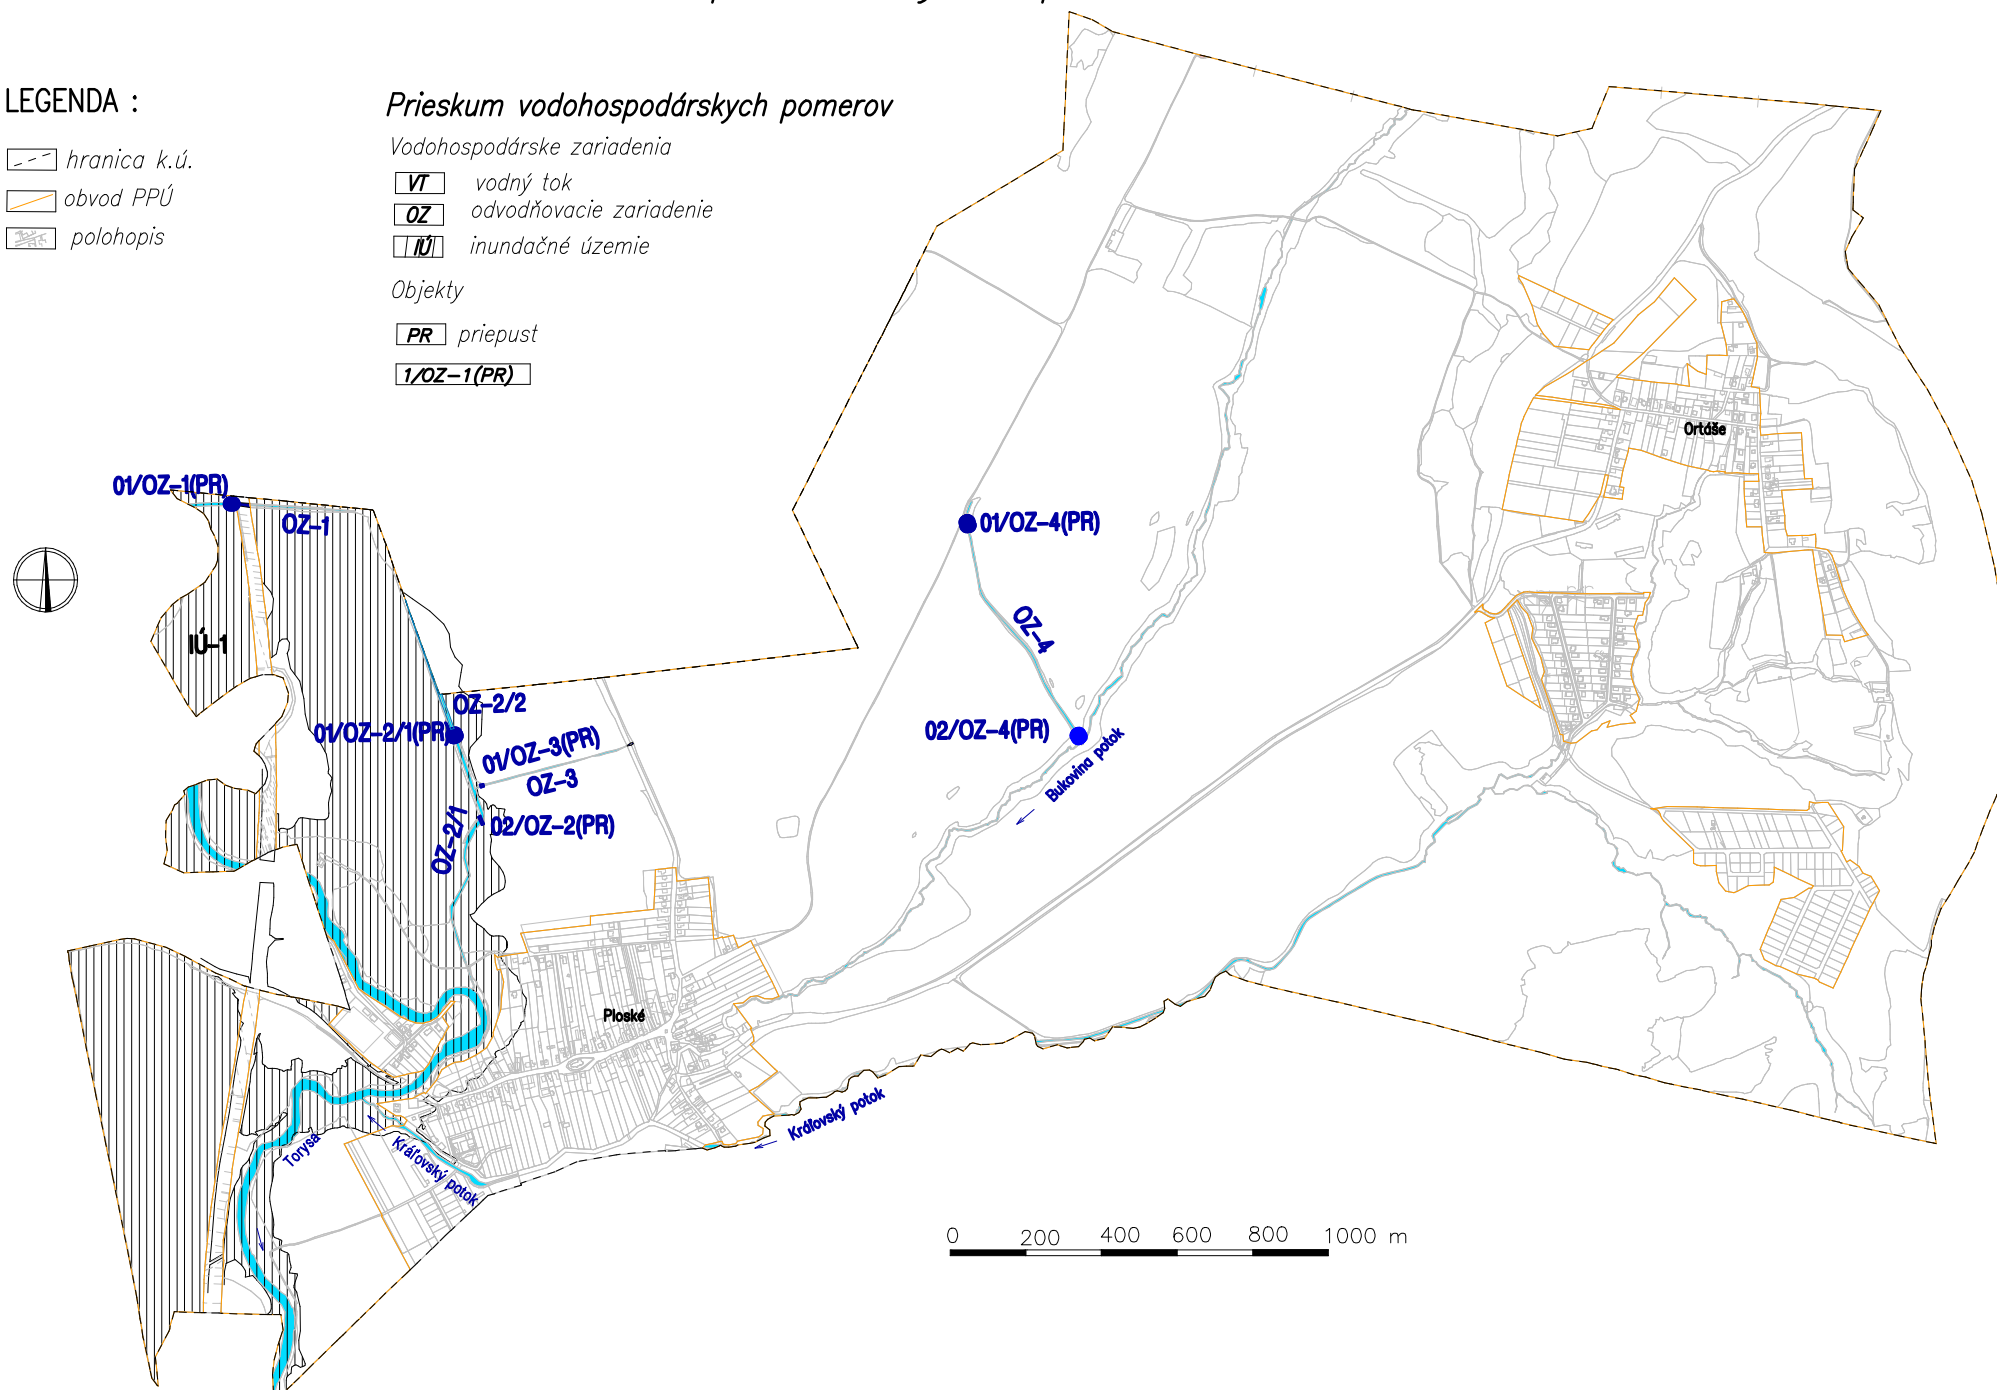 LEGENDA :
hranica k.ú.
obvod PPÚ
polohopis
Prieskum vodohospodárskych pomerov
Vodohospodárske zariadenia
VT vodný tok
OZ odvodňovacie zariadenie
IÚ inundačné územie
Objekty
PR priepust
1/OZ-1(PR)
01/OZ-1(PR)
OZ-1
IÚ-1
OZ-2/2
01/OZ-2/1(PR)
01/OZ-3(PR)
OZ-3
OZ-2/1
02/OZ-2(PR)
01/OZ-4(PR)
OZ-4
02/OZ-4(PR)
Bukovina potok
Ortáše
Ploské
Kráľovský potok
Kráľovský potok
Torysa
0 200 400 600 800 1000 m